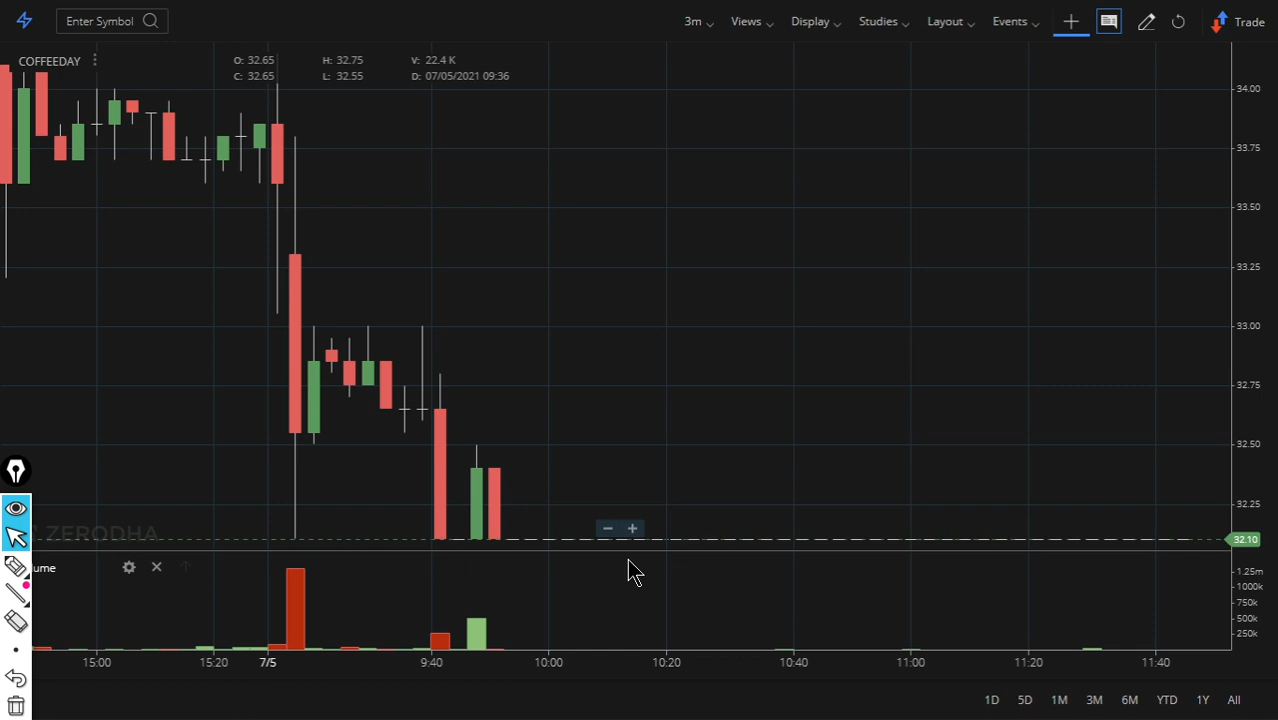 Enter Symbol
3m Views Display Studies Layout Events Trade
COFFEEDAY
O: 32.65 H: 32.75 V: 22.4 K
C: 32.65 L: 32.55 D: 07/05/2021 09:36
34.00
33.75
33.50
33.25
33.00
32.75
32.50
32.25
ZERODHA
32.10
lume
1.25m
1000k
750k
500k
250k
15:00 15:20 7/5 9:40 10:00 10:20 10:40 11:00 11:20 11:40
1D 5D 1M 3M 6M YTD 1Y All